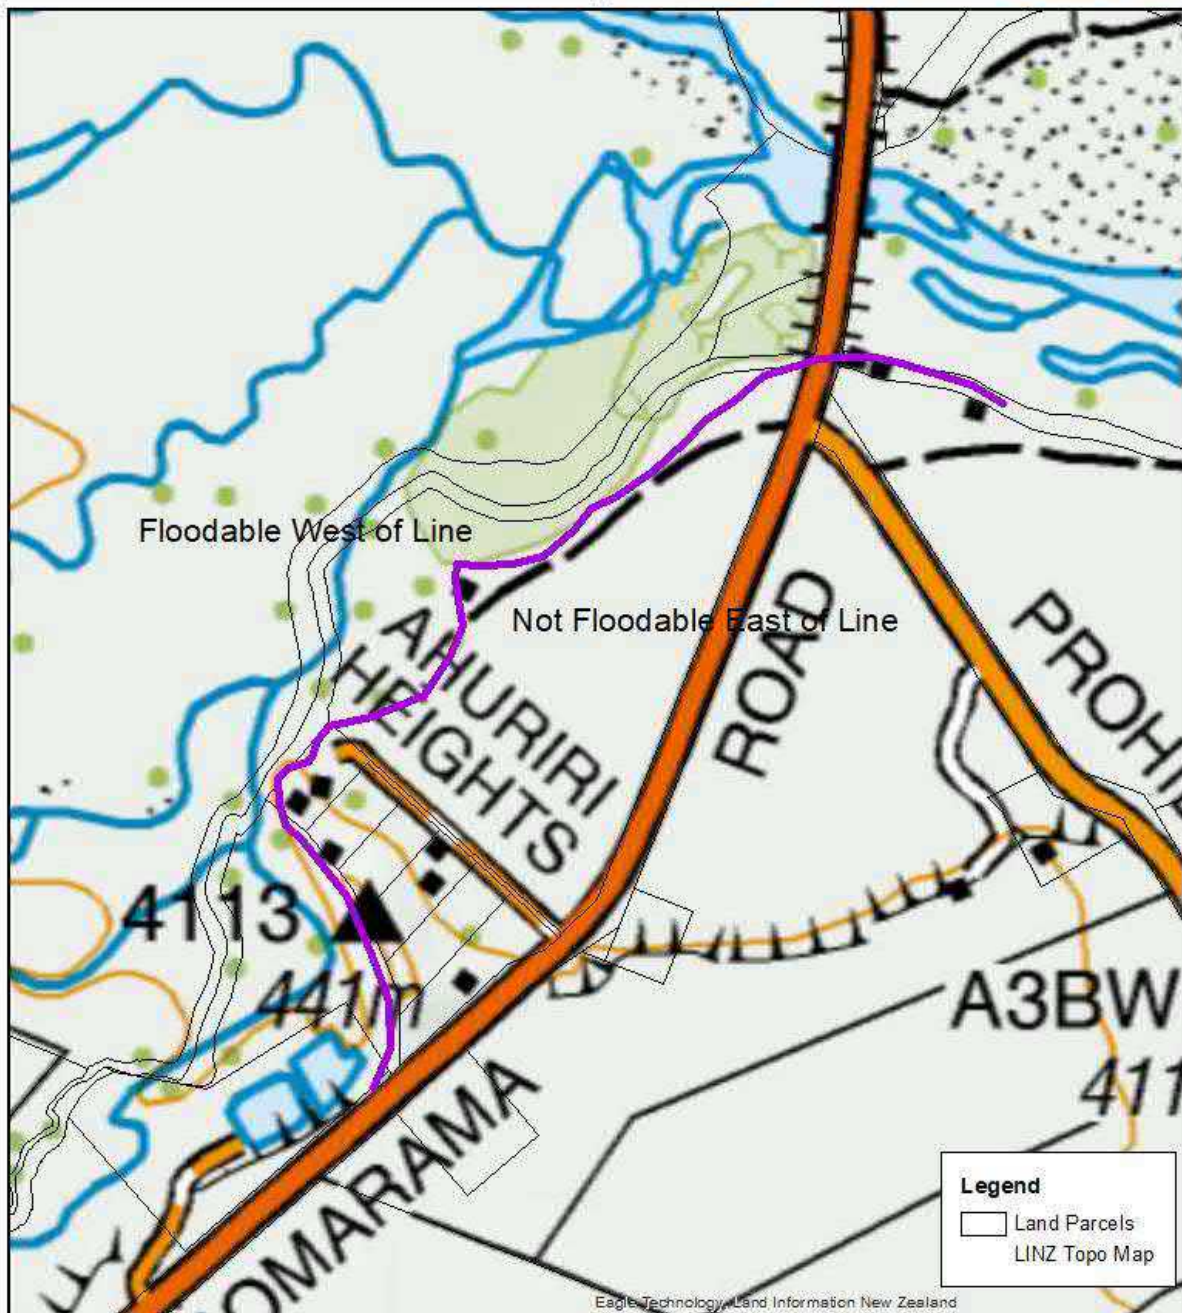 Floodable West of Line
Not Floodable East of Line
AHURIRI
HEIGHTS
ROAD
PROHI
4113
441m
A3BW
411
OMARAMA
Legend
Land Parcels
LINZ Topo Map
Eagle Technology, Land Information New Zealand